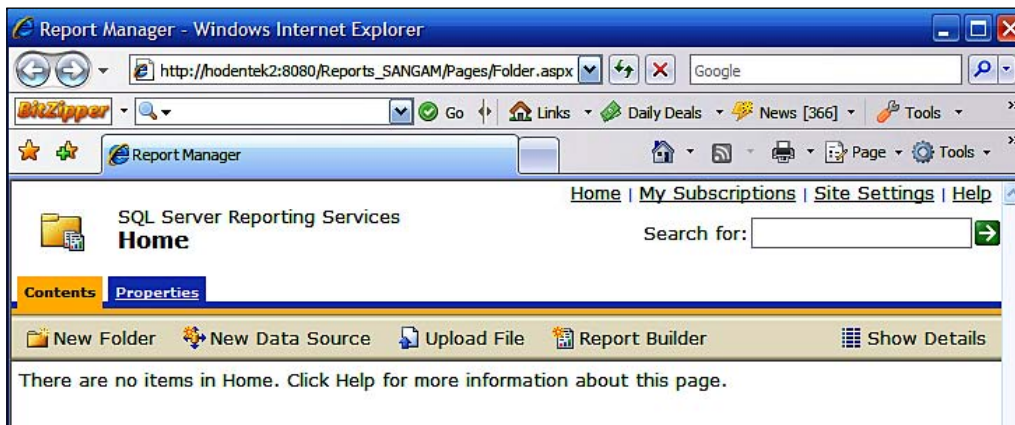 Report Manager - Windows Internet Explorer
http://hodentek2:8080/Reports_SANGAM/Pages/Folder.aspx Google
BitZipper Go Links Daily Deals News [366] Tools »
Report Manager Page Tools »
Home | My Subscriptions | Site Settings | Help
SQL Server Reporting Services
Home
Search for:
Contents Properties
New Folder New Data Source Upload File Report Builder Show Details
There are no items in Home. Click Help for more information about this page.